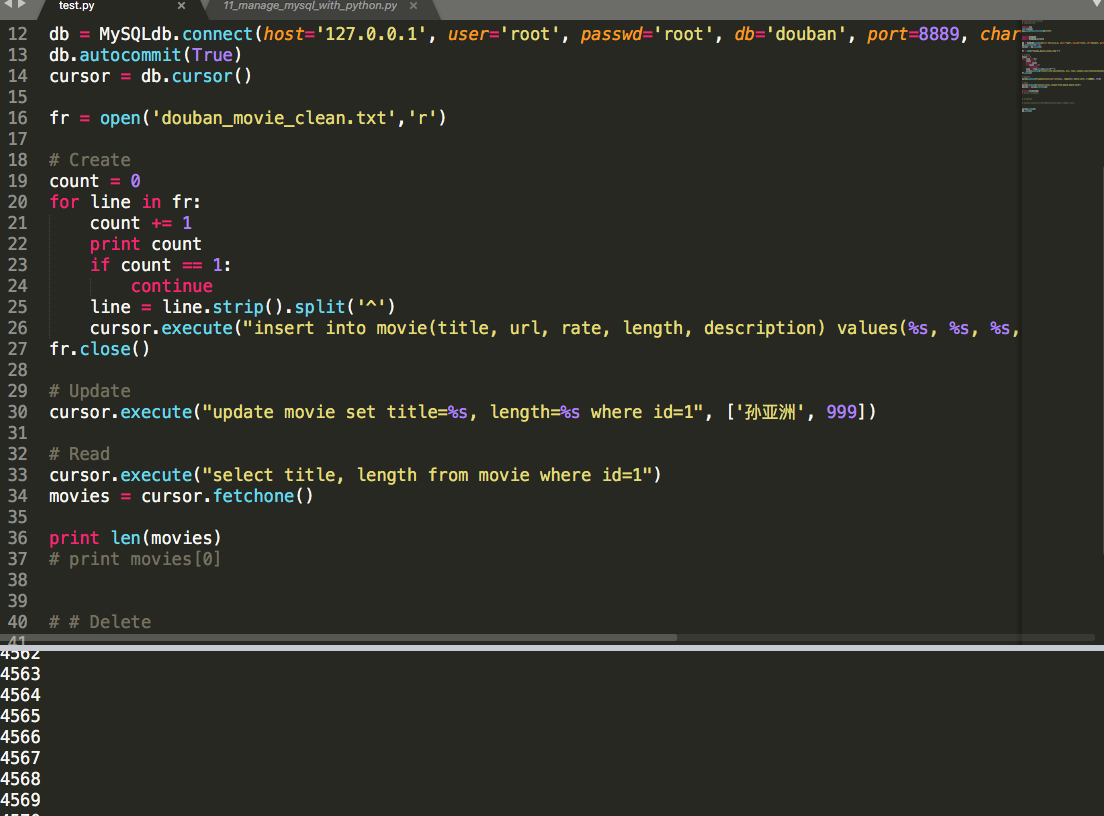 test.py × 11_manage_mysql_with_python.py ×
12 db = MySQLdb.connect(host='127.0.0.1', user='root', passwd='root', db='douban', port=8889, char
13 db.autocommit(True)
14 cursor = db.cursor()
15
16 fr = open('douban_movie_clean.txt','r')
17
18 # Create
19 count = 0
20 for line in fr:
21 count += 1
22 print count
23 if count == 1:
24 continue
25 line = line.strip().split('^')
26 cursor.execute("insert into movie(title, url, rate, length, description) values(%s, %s, %s,
27 fr.close()
28
29 # Update
30 cursor.execute("update movie set title=%s, length=%s where id=1", ['孙亚洲', 999])
31
32 # Read
33 cursor.execute("select title, length from movie where id=1")
34 movies = cursor.fetchone()
35
36 print len(movies)
37 # print movies[0]
38
39
40 # # Delete
41
4562
4563
4564
4565
4566
4567
4568
4569